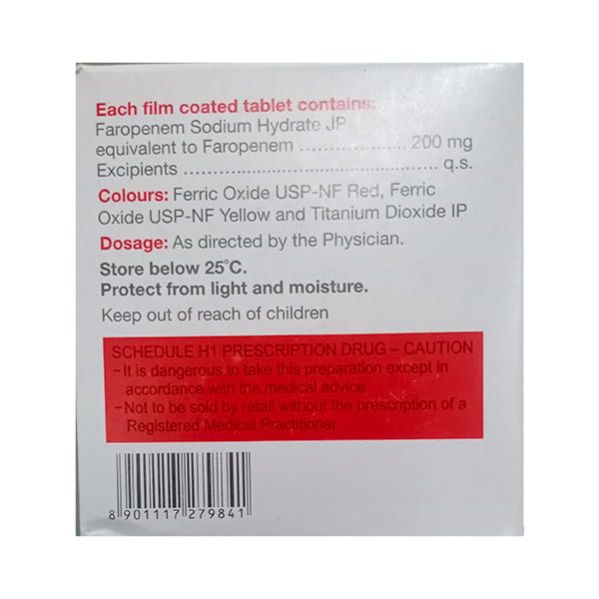 Each film coated tablet contains:
Faropenem Sodium Hydrate JP
equivalent to Faropenem .................. 200 mg
Excipients ........................................... q.s.
Colours: Ferric Oxide USP-NF Red, Ferric
Oxide USP-NF Yellow and Titanium Dioxide IP
Dosage: As directed by the Physician.
Store below 25°C.
Protect from light and moisture.
Keep out of reach of children
SCHEDULE H1 PRESCRIPTION DRUG – CAUTION
–It is dangerous to take this preparation except in
accordance with the medical advice.
–Not to be sold by retail without the prescription of a
Registered Medical Practitioner.
8 901117 279841